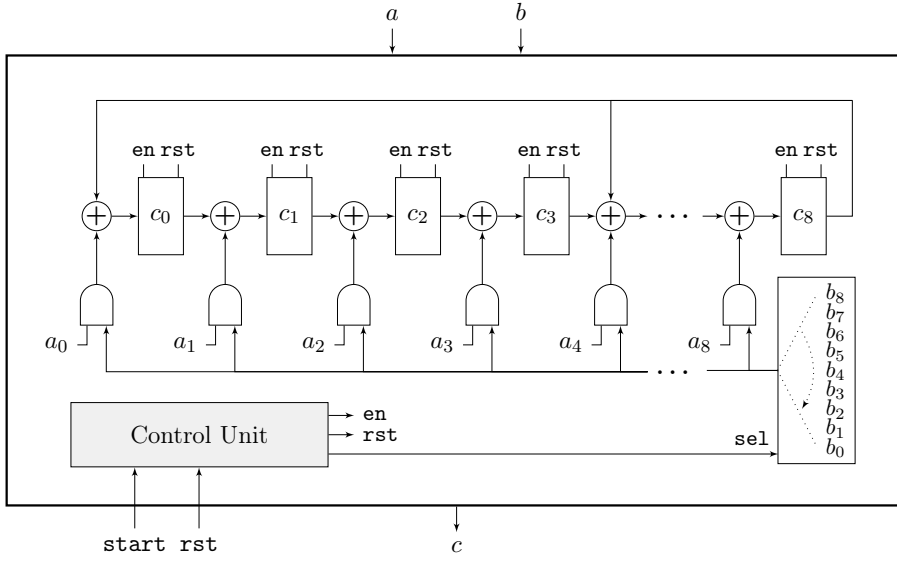 a b
en rst en rst en rst en rst en rst
+ c₀ + c₁ + c₂ + c₃ + ··· + c₈
a₀ a₁ a₂ a₃ a₄ ··· a₈
b₈
b₇
b₆
b₅
b₄
b₃
b₂
b₁
b₀
Control Unit
en
rst
sel
start rst
c